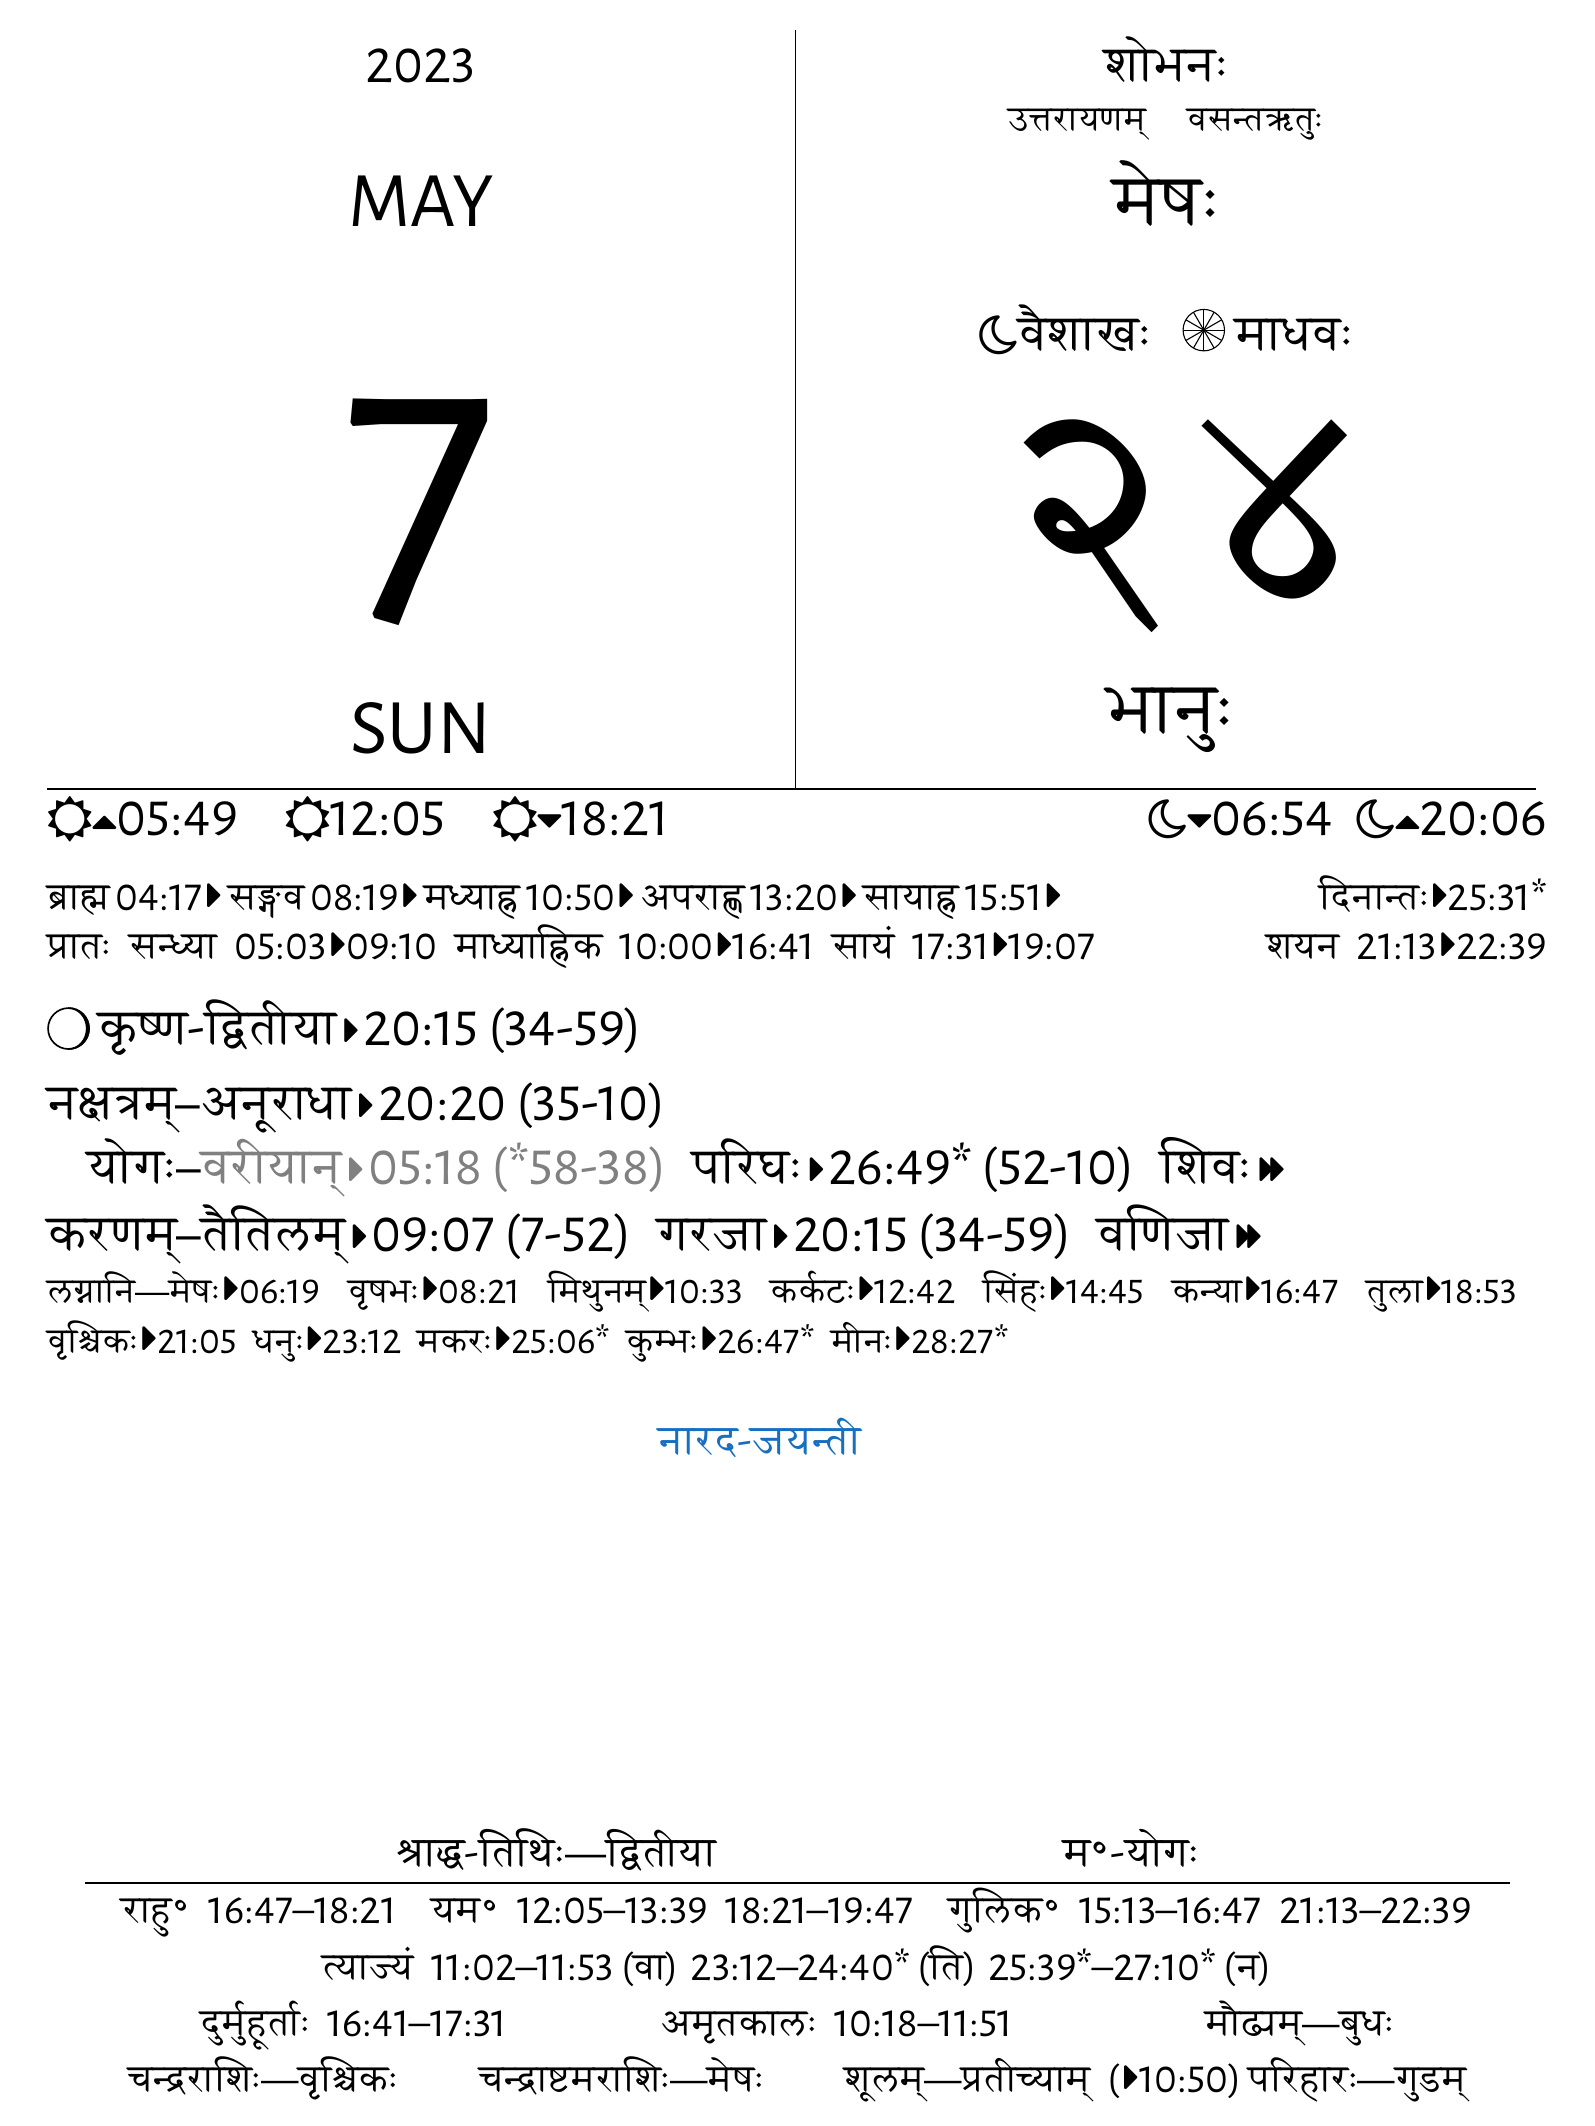 2023
MAY
7
SUN
शोभनः
उत्तरायणम् वसन्तऋतुः
मेषः
वैशाखः माधवः
२४
भानुः
05:49 12:05 18:21 06:54 20:06
ब्राह्म 04:17 सङ्गव 08:19 मध्याह्न 10:50 अपराह्ण 13:20 सायाह्न 15:51 दिनान्तः 25:31*
प्रातः सन्ध्या 05:03 09:10 माध्याह्निक 10:00 16:41 सायं 17:31 19:07 शयन 21:13 22:39
कृष्ण-द्वितीया 20:15 (34-59)
नक्षत्रम्–अनूराधा 20:20 (35-10)
योगः–वरीयान् 05:18 (*58-38) परिघः 26:49* (52-10) शिवः
करणम्–तैतिलम् 09:07 (7-52) गरजा 20:15 (34-59) वणिजा
लग्नानि—मेषः 06:19 वृषभः 08:21 मिथुनम् 10:33 कर्कटः 12:42 सिंहः 14:45 कन्या 16:47 तुला 18:53
वृश्चिकः 21:05 धनुः 23:12 मकरः 25:06* कुम्भः 26:47* मीनः 28:27*
नारद-जयन्ती
श्राद्ध-तिथिः—द्वितीया म॰-योगः
राहु॰ 16:47–18:21 यम॰ 12:05–13:39 18:21–19:47 गुलिक॰ 15:13–16:47 21:13–22:39
त्याज्यं 11:02–11:53 (वा) 23:12–24:40* (ति) 25:39*–27:10* (न)
दुर्मुहूर्ताः 16:41–17:31 अमृतकालः 10:18–11:51 मौढ्यम्—बुधः
चन्द्रराशिः—वृश्चिकः चन्द्राष्टमराशिः—मेषः शूलम्—प्रतीच्याम् (10:50) परिहारः—गुडम्